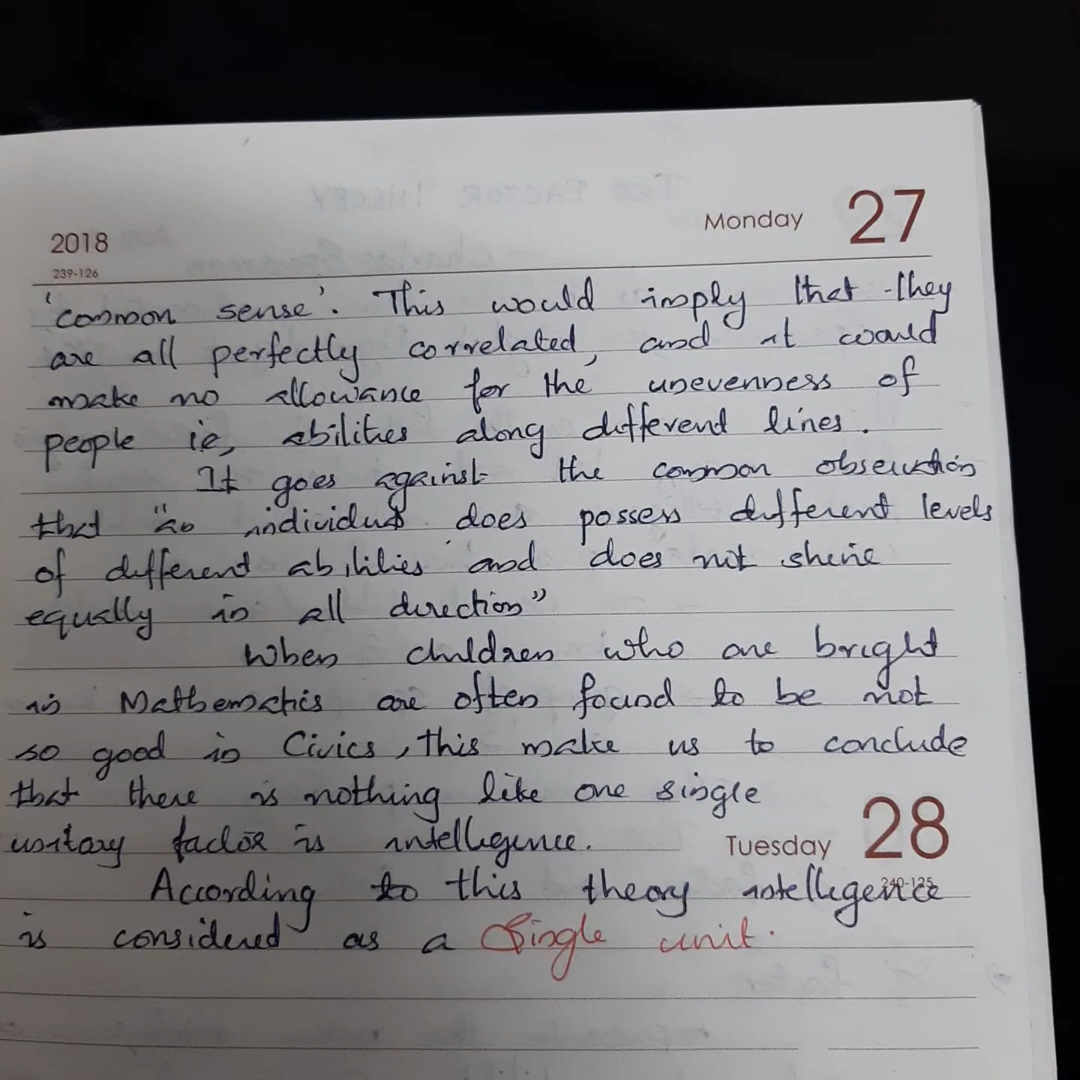 2018
Monday 27
239-126
'common sense'. This would imply that they
are all perfectly correlated, and it would
make no allowance for the unevenness of
people ie, abilities along different lines.
It goes against the common observation
that "an individual does possess different levels
of different abilities and does not shine
equally in all direction"
When children who are bright
in Mathematics are often found to be not
so good in Civics, this make us to conclude
that there is nothing like one single
unitary factor is intelligence.
Tuesday 28
240-125
According to this theory intelligence
is considered as a Single unit.